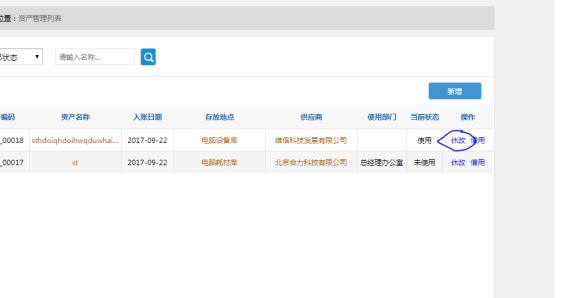 位置：资产管理列表
状态 请输入名称...
新增
编码 资产名称 入账日期 存放地点 供应商 使用部门 当前状态 操作
_00018 sthdoiqhdoihwqduwhai... 2017-09-22 电脑设备库 维信科技发展有限公司 使用 休放 借用
_00017 st 2017-09-22 电脑耗材库 北京合力科技有限公司 总经理办公室 未使用 休放 借用